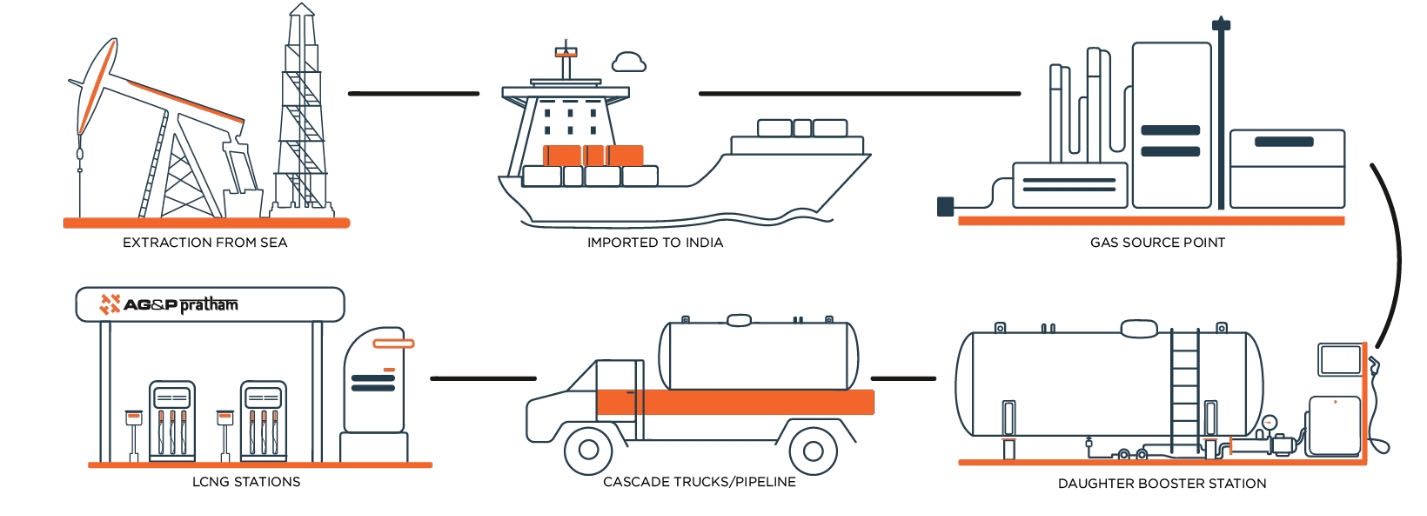 EXTRACTION FROM SEA
IMPORTED TO INDIA
GAS SOURCE POINT
AG&P pratham
LCNG STATIONS
CASCADE TRUCKS/PIPELINE
DAUGHTER BOOSTER STATION